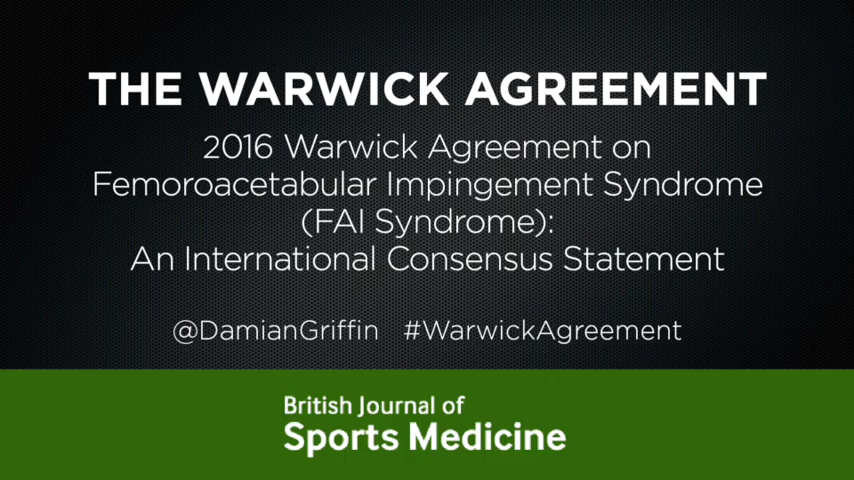 THE WARWICK AGREEMENT
2016 Warwick Agreement on
Femoroacetabular Impingement Syndrome
(FAI Syndrome):
An International Consensus Statement
@DamianGriffin #WarwickAgreement
British Journal of
Sports Medicine